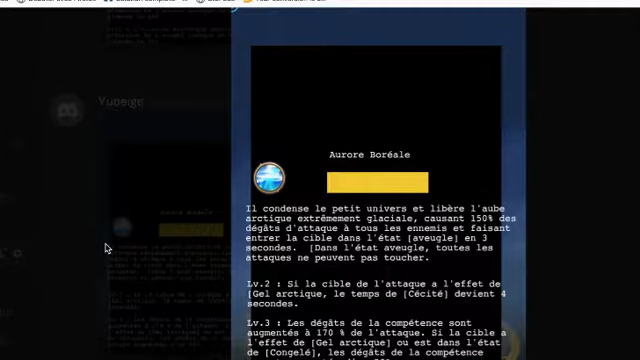 Yubeige
Aurore Boréale
Il condense le petit univers et libère l'aube
arctique extrêmement glaciale, causant 150% des
dégâts d'attaque à tous les ennemis et faisant
entrer la cible dans l'état [aveugle] en 3
secondes. [Dans l'état aveugle, toutes les
attaques ne peuvent pas toucher.
Lv.2 : Si la cible de l'attaque a l'effet de
[Gel arctique, le temps de [Cécité] devient 4
secondes.
Lv.3 : Les dégâts de la compétence sont
augmentés à 170 % de l'attaque. Si la cible a
l'effet de [Gel arctique] ou est dans l'état
de [Congelé], les dégâts de la compétence